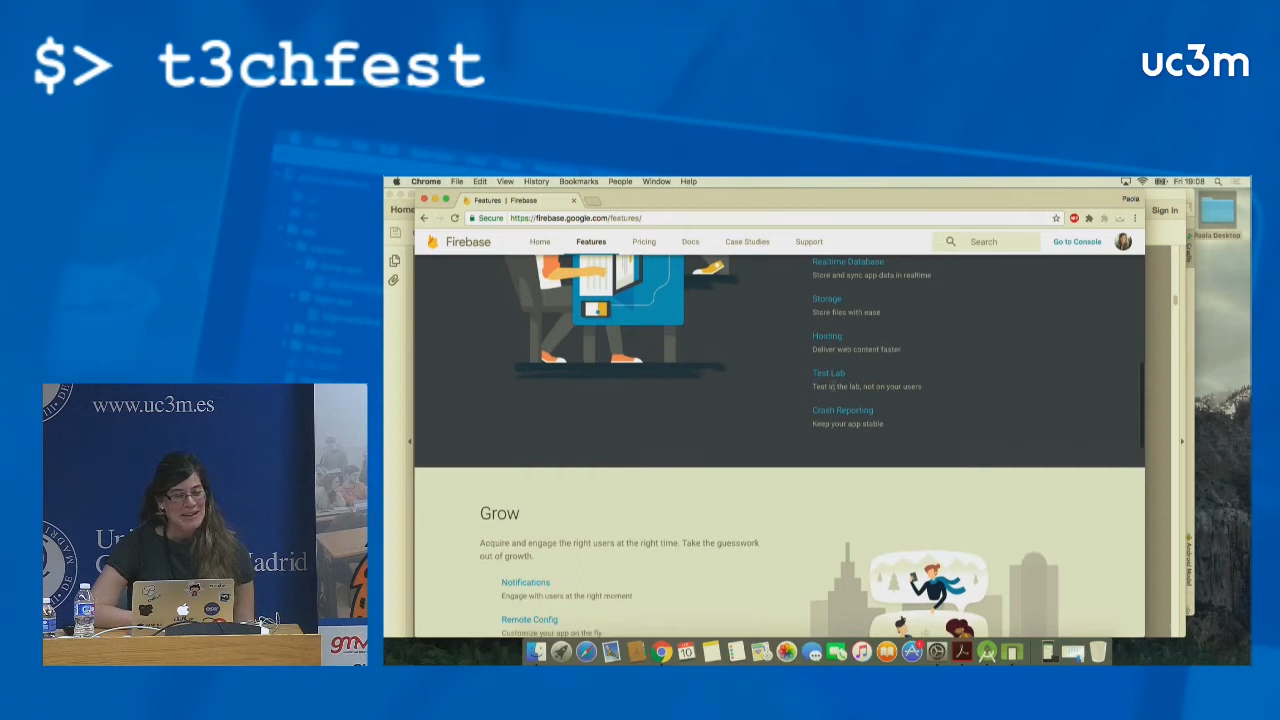 $> t3chfest
uc3m
Chrome File Edit View History Bookmarks People Window Help
Fri 19:08
Features | Firebase
Paola
Home
Sign In
Secure https://firebase.google.com/features/
Paola Desktop
Firebase
Home Features Pricing Docs Case Studies Support
Search
Go to Console
Gradle
Realtime Database
Store and sync app data in realtime
Storage
Store files with ease
Hosting
Deliver web content faster
Test Lab
Test in the lab, not on your users
Crash Reporting
Keep your app stable
Grow
Acquire and engage the right users at the right time. Take the guesswork
out of growth.
Notifications
Engage with users at the right moment
Remote Config
Customize your app on the fly
Android Model
www.uc3m.es
Madrid
gmv